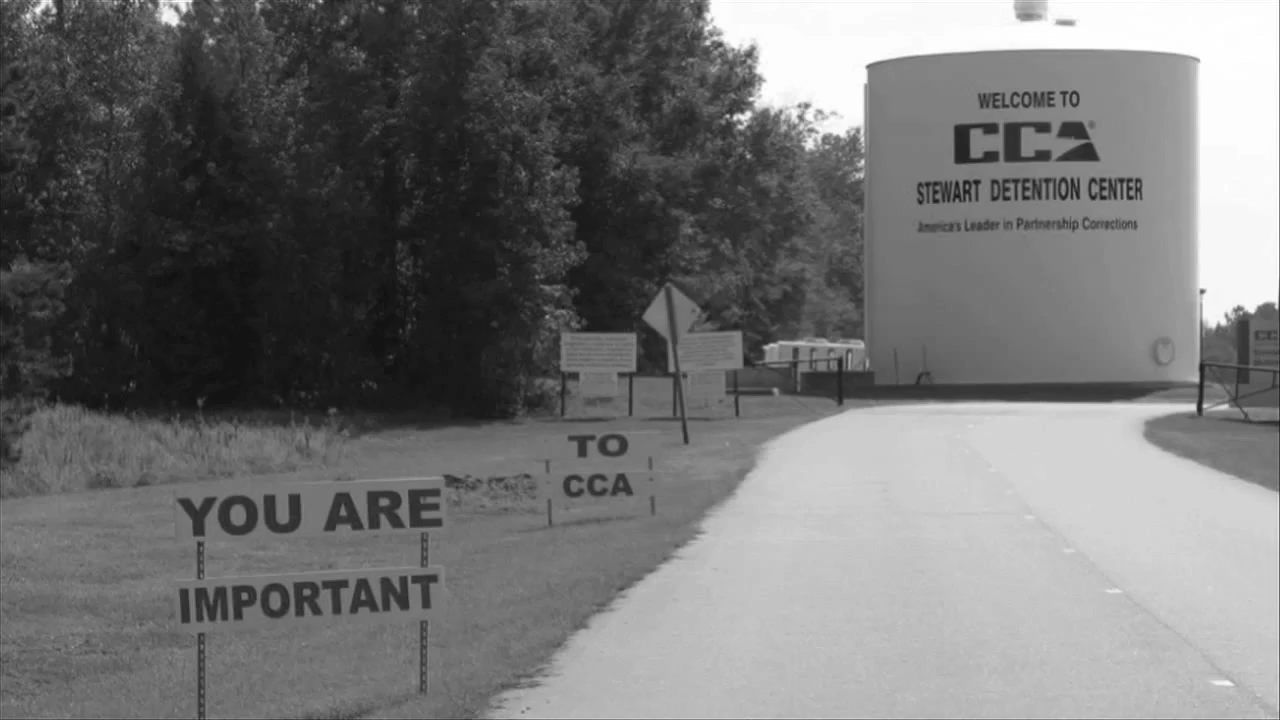 WELCOME TO
CCA®
STEWART DETENTION CENTER
America's Leader in Partnership Corrections
TO
CCA
YOU ARE
IMPORTANT